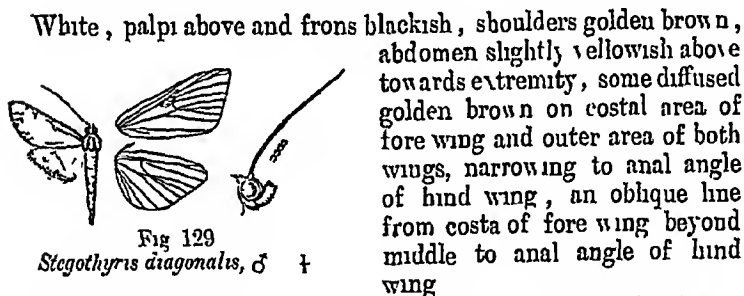 White, palpi above and frons blackish, shoulders golden brown,
abdomen slightly yellowish above
towards extremity, some diffused
golden brown on costal area of
fore wing and outer area of both
wings, narrowing to anal angle
of hind wing, an oblique line
from costa of fore wing beyond
middle to anal angle of hind
wing
Fig 129
Stegothyris diagonalis, ♂ ⅟